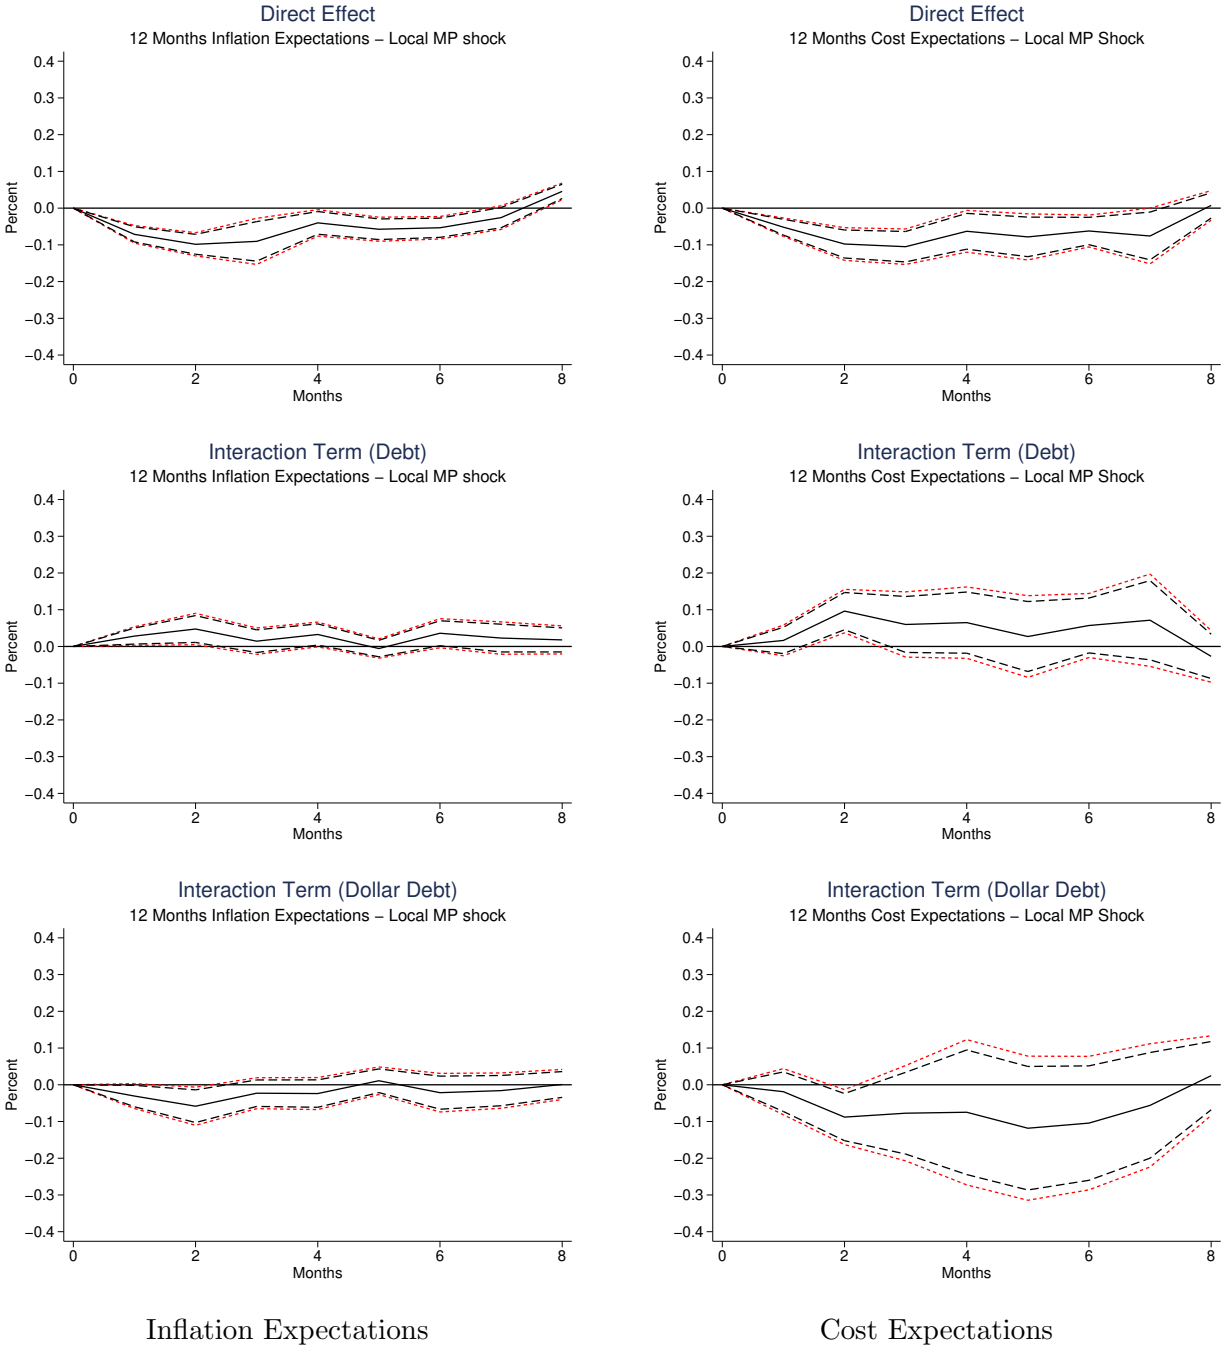 Direct Effect
12 Months Inflation Expectations – Local MP shock
0.4
0.3
0.2
0.1
0.0
−0.1
−0.2
−0.3
−0.4
Percent
0 2 4 6 8
Months
Direct Effect
12 Months Cost Expectations – Local MP Shock
0.4
0.3
0.2
0.1
0.0
−0.1
−0.2
−0.3
−0.4
Percent
0 2 4 6 8
Months
Interaction Term (Debt)
12 Months Inflation Expectations – Local MP shock
0.4
0.3
0.2
0.1
0.0
−0.1
−0.2
−0.3
−0.4
Percent
0 2 4 6 8
Months
Interaction Term (Debt)
12 Months Cost Expectations – Local MP Shock
0.4
0.3
0.2
0.1
0.0
−0.1
−0.2
−0.3
−0.4
Percent
0 2 4 6 8
Months
Interaction Term (Dollar Debt)
12 Months Inflation Expectations – Local MP shock
0.4
0.3
0.2
0.1
0.0
−0.1
−0.2
−0.3
−0.4
Percent
0 2 4 6 8
Months
Interaction Term (Dollar Debt)
12 Months Cost Expectations – Local MP Shock
0.4
0.3
0.2
0.1
0.0
−0.1
−0.2
−0.3
−0.4
Percent
0 2 4 6 8
Months
Inflation Expectations
Cost Expectations